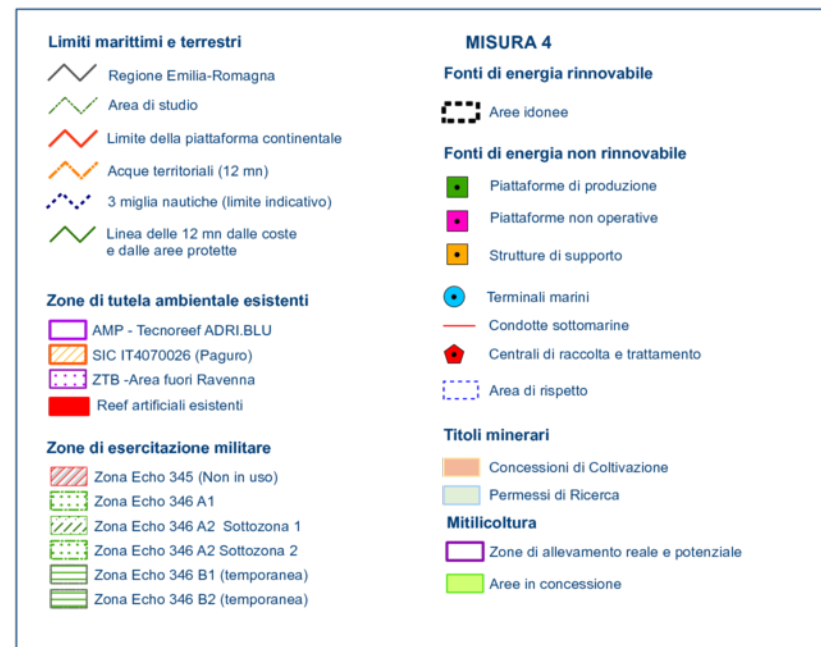 Limiti marittimi e terrestri
Regione Emilia-Romagna
Area di studio
Limite della piattaforma continentale
Acque territoriali (12 mn)
3 miglia nautiche (limite indicativo)
Linea delle 12 mn dalle coste
e dalle aree protette
Zone di tutela ambientale esistenti
AMP - Tecnoreef ADRI.BLU
SIC IT4070026 (Paguro)
ZTB -Area fuori Ravenna
Reef artificiali esistenti
Zone di esercitazione militare
Zona Echo 345 (Non in uso)
Zona Echo 346 A1
Zona Echo 346 A2 Sottozona 1
Zona Echo 346 A2 Sottozona 2
Zona Echo 346 B1 (temporanea)
Zona Echo 346 B2 (temporanea)
MISURA 4
Fonti di energia rinnovabile
Aree idonee
Fonti di energia non rinnovabile
Piattaforme di produzione
Piattaforme non operative
Strutture di supporto
Terminali marini
Condotte sottomarine
Centrali di raccolta e trattamento
Area di rispetto
Titoli minerari
Concessioni di Coltivazione
Permessi di Ricerca
Mitilicoltura
Zone di allevamento reale e potenziale
Aree in concessione